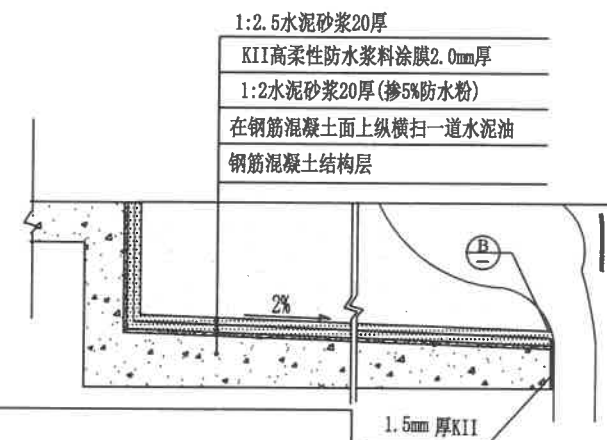 1:2.5水泥砂浆20厚
KII高柔性防水浆料涂膜2.0mm厚
1:2水泥砂浆20厚(掺5%防水粉)
在钢筋混凝土面上纵横扫一道水泥油
钢筋混凝土结构层
B
2%
1.5mm 厚KII